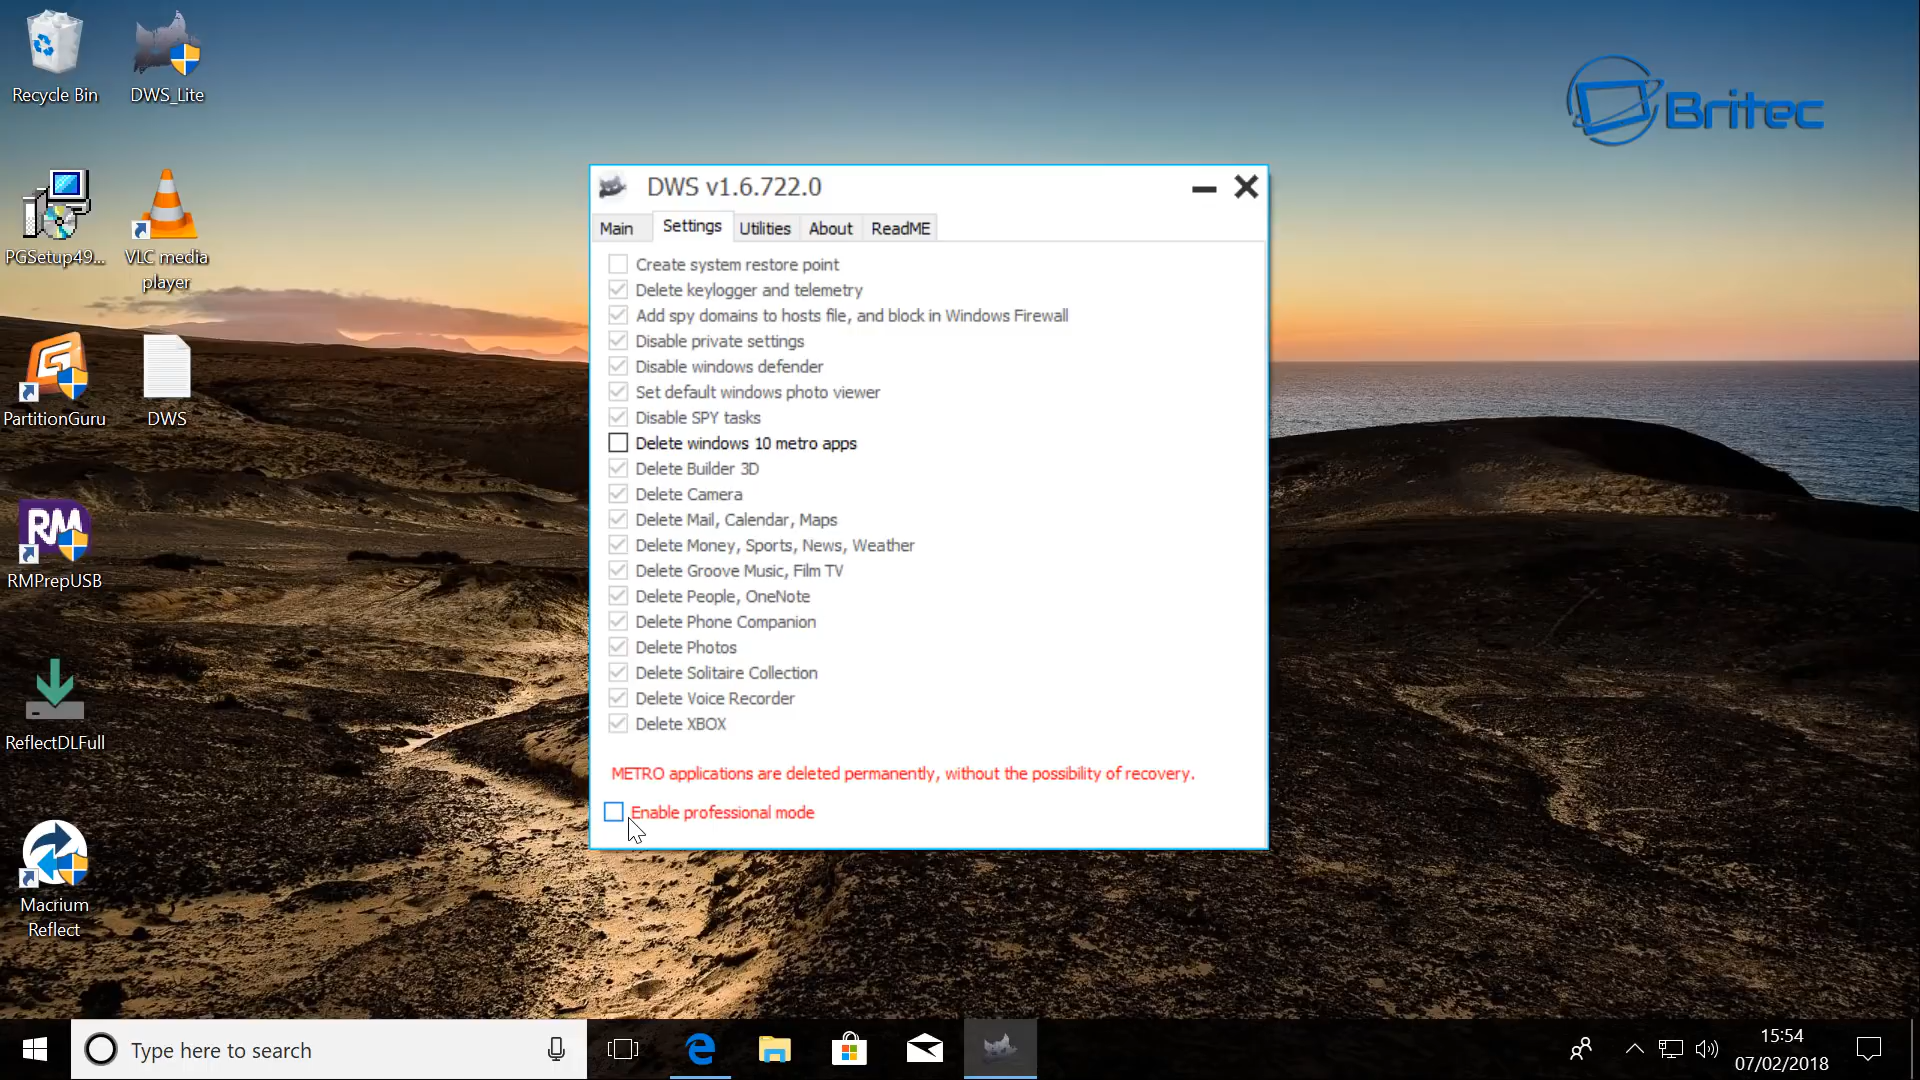 Recycle Bin
DWS_Lite
PGSetup49...
VLC media
player
PartitionGuru
DWS
RM
RMPrepUSB
ReflectDLFull
Macrium
Reflect
Britec
DWS v1.6.722.0
Main
Settings
Utilities
About
ReadME
Create system restore point
Delete keylogger and telemetry
Add spy domains to hosts file, and block in Windows Firewall
Disable private settings
Disable windows defender
Set default windows photo viewer
Disable SPY tasks
Delete windows 10 metro apps
Delete Builder 3D
Delete Camera
Delete Mail, Calendar, Maps
Delete Money, Sports, News, Weather
Delete Groove Music, Film TV
Delete People, OneNote
Delete Phone Companion
Delete Photos
Delete Solitaire Collection
Delete Voice Recorder
Delete XBOX
METRO applications are deleted permanently, without the possibility of recovery.
Enable professional mode
Type here to search
15:54
07/02/2018